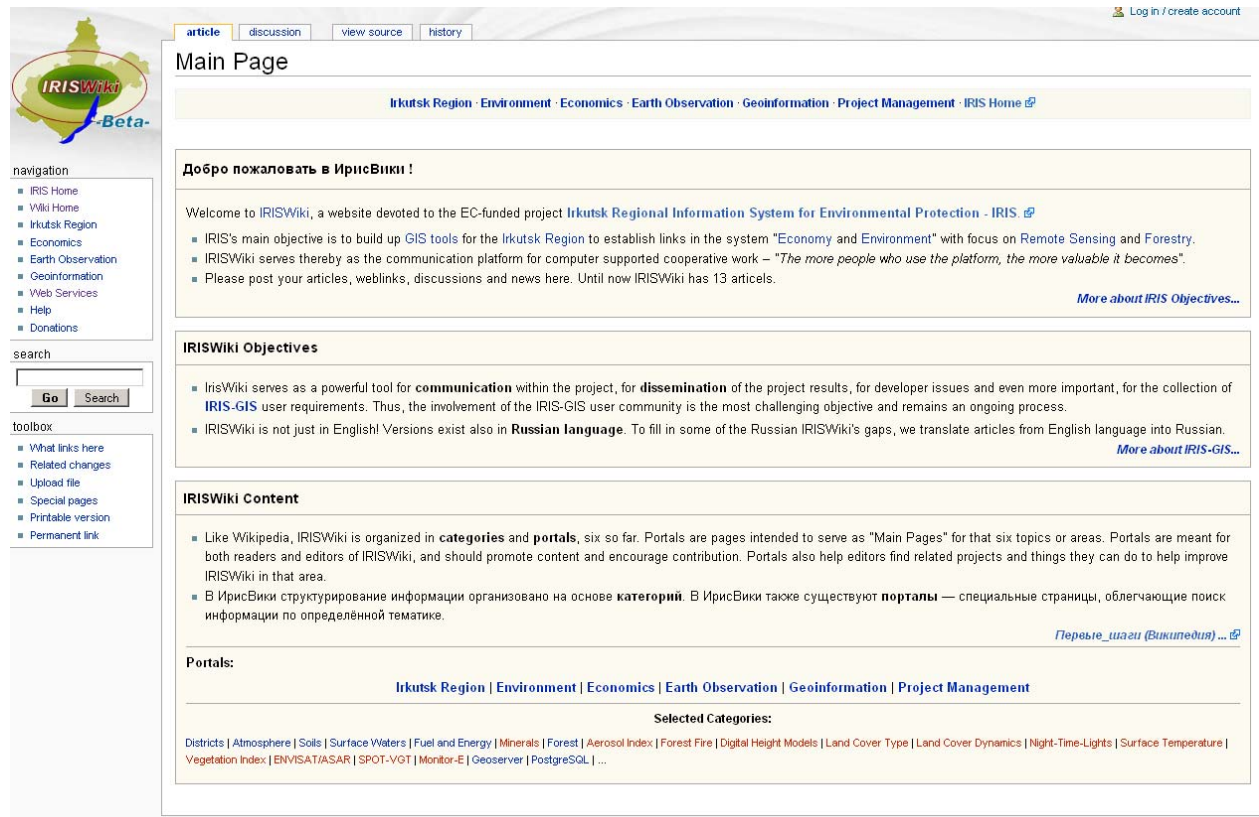 Log in / create account
article discussion view source history
Main Page
IRISWiki
-Beta-
Irkutsk Region · Environment · Economics · Earth Observation · Geoinformation · Project Management · IRIS Home
navigation
IRIS Home
Wiki Home
Irkutsk Region
Economics
Earth Observation
Geoinformation
Web Services
Help
Donations
search
Go Search
toolbox
What links here
Related changes
Upload file
Special pages
Printable version
Permanent link
Добро пожаловать в ИрисВики !
Welcome to IRISWiki, a website devoted to the EC-funded project Irkutsk Regional Information System for Environmental Protection - IRIS.
IRIS's main objective is to build up GIS tools for the Irkutsk Region to establish links in the system "Economy and Environment" with focus on Remote Sensing and Forestry.
IRISWiki serves thereby as the communication platform for computer supported cooperative work – "The more people who use the platform, the more valuable it becomes".
Please post your articles, weblinks, discussions and news here. Until now IRISWiki has 13 articels.
More about IRIS Objectives...
IRISWiki Objectives
IrisWiki serves as a powerful tool for communication within the project, for dissemination of the project results, for developer issues and even more important, for the collection of
IRIS-GIS user requirements. Thus, the involvement of the IRIS-GIS user community is the most challenging objective and remains an ongoing process.
IRISWiki is not just in English! Versions exist also in Russian language. To fill in some of the Russian IRISWiki's gaps, we translate articles from English language into Russian.
More about IRIS-GIS...
IRISWiki Content
Like Wikipedia, IRISWiki is organized in categories and portals, six so far. Portals are pages intended to serve as "Main Pages" for that six topics or areas. Portals are meant for
both readers and editors of IRISWiki, and should promote content and encourage contribution. Portals also help editors find related projects and things they can do to help improve
IRISWiki in that area.
В ИрисВики структурирование информации организовано на основе категорий. В ИрисВики также существуют порталы — специальные страницы, облегчающие поиск
информации по определённой тематике.
Первые_шаги (Википедия) ...
Portals:
Irkutsk Region | Environment | Economics | Earth Observation | Geoinformation | Project Management
Selected Categories:
Districts | Atmosphere | Soils | Surface Waters | Fuel and Energy | Minerals | Forest | Aerosol Index | Forest Fire | Digital Height Models | Land Cover Type | Land Cover Dynamics | Night-Time-Lights | Surface Temperature |
Vegetation Index | ENVISAT/ASAR | SPOT-VGT | Monitor-E | Geoserver | PostgreSQL | ...